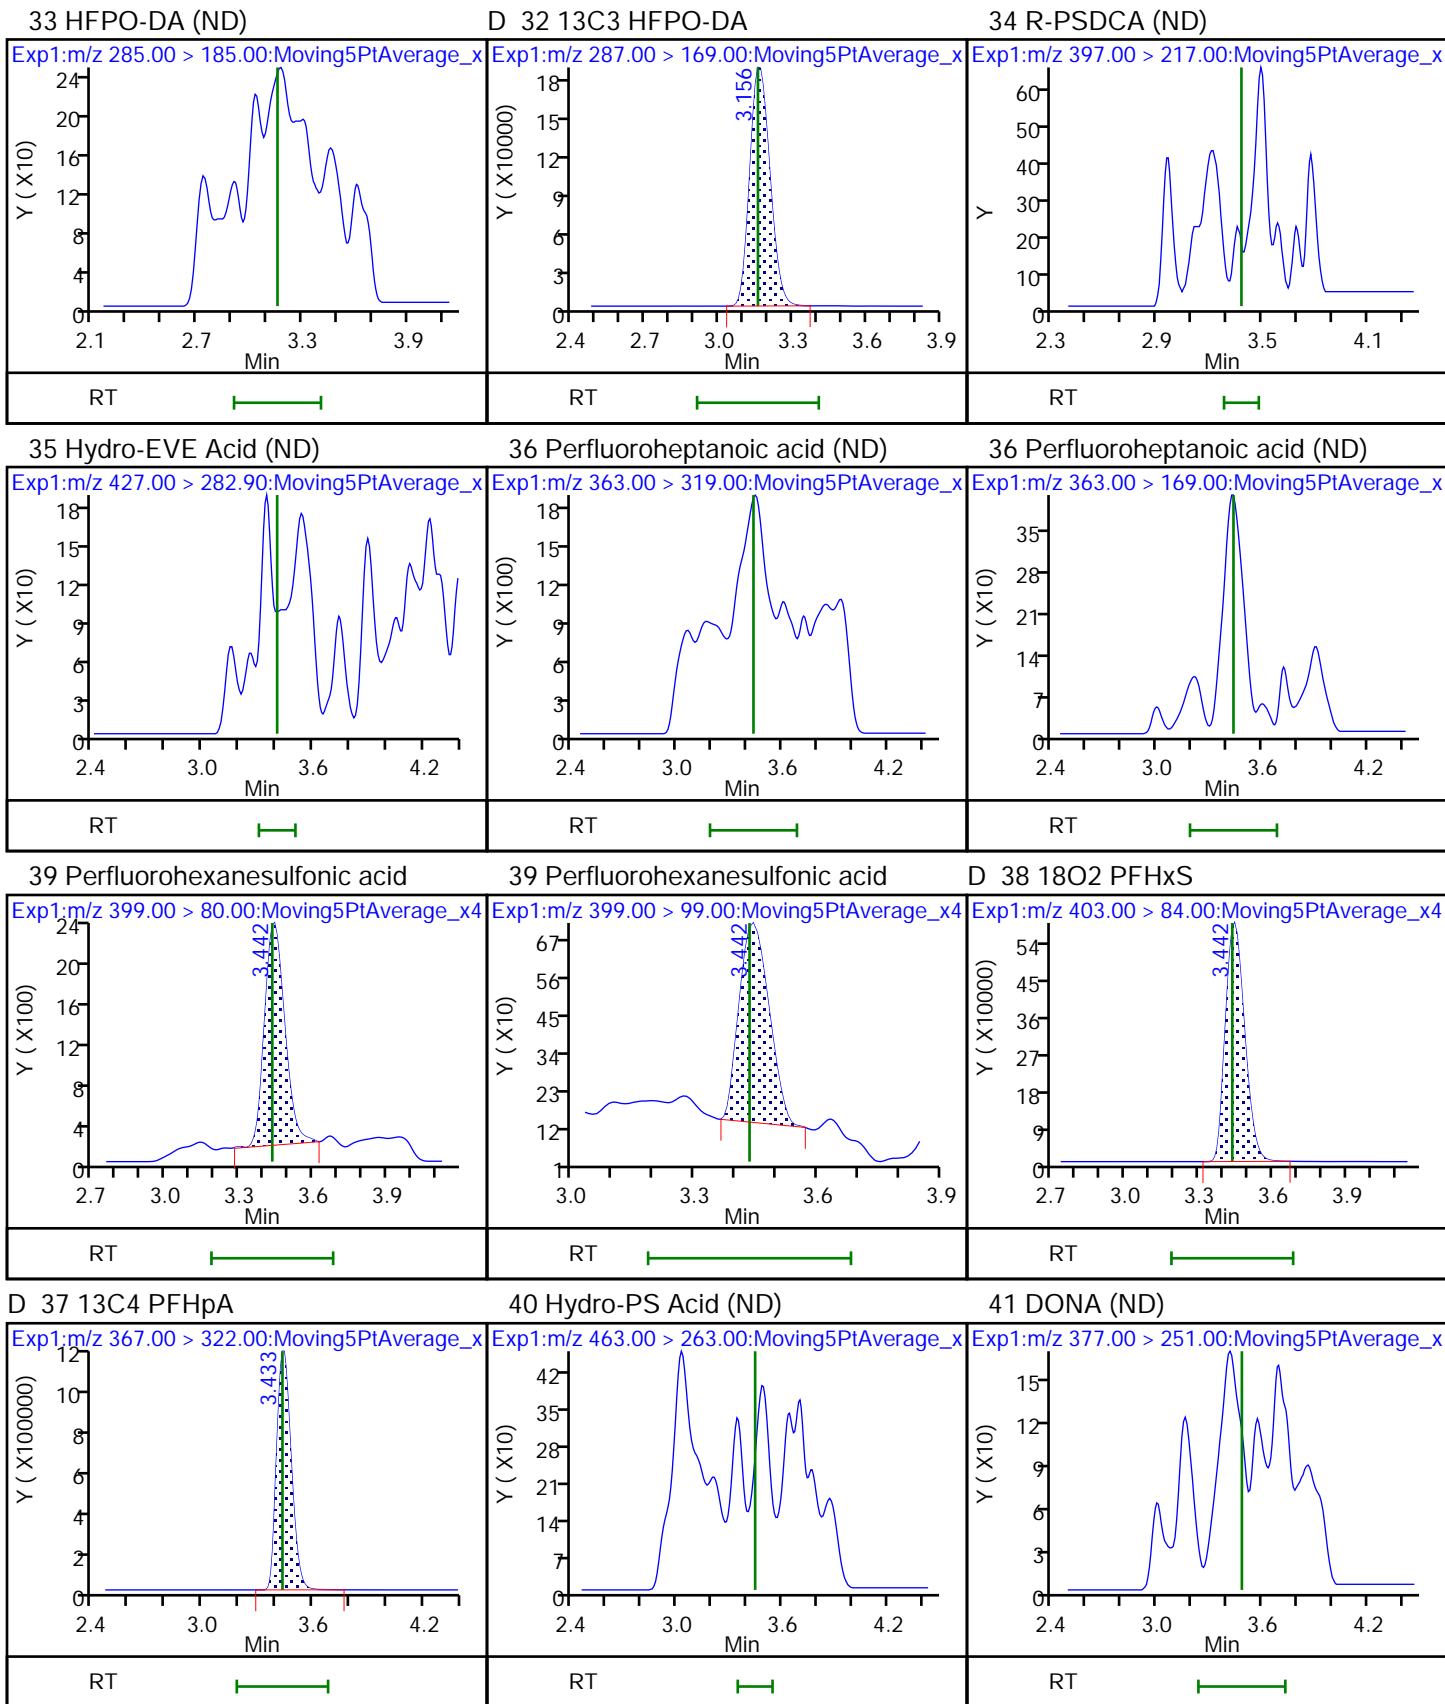 33 HFPO-DA (ND)
Exp1:m/z 285.00 > 185.00:Moving5PtAverage_x
Y ( X10)
24
20
16
12
8
4
0
2.1 2.7 3.3 3.9
Min
RT
D 32 13C3 HFPO-DA
Exp1:m/z 287.00 > 169.00:Moving5PtAverage_x
Y ( X10000)
18
15
12
9
6
3
0
3.156
2.4 2.7 3.0 3.3 3.6 3.9
Min
RT
34 R-PSDCA (ND)
Exp1:m/z 397.00 > 217.00:Moving5PtAverage_x
Y
60
50
40
30
20
10
0
2.3 2.9 3.5 4.1
Min
RT
35 Hydro-EVE Acid (ND)
Exp1:m/z 427.00 > 282.90:Moving5PtAverage_x
Y ( X10)
18
15
12
9
6
3
0
2.4 3.0 3.6 4.2
Min
RT
36 Perfluoroheptanoic acid (ND)
Exp1:m/z 363.00 > 319.00:Moving5PtAverage_x
Y ( X100)
18
15
12
9
6
3
0
2.4 3.0 3.6 4.2
Min
RT
36 Perfluoroheptanoic acid (ND)
Exp1:m/z 363.00 > 169.00:Moving5PtAverage_x
Y ( X10)
35
28
21
14
7
0
2.4 3.0 3.6 4.2
Min
RT
39 Perfluorohexanesulfonic acid
Exp1:m/z 399.00 > 80.00:Moving5PtAverage_x4
Y ( X100)
24
20
16
12
8
4
0
3.442
2.7 3.0 3.3 3.6 3.9
Min
RT
39 Perfluorohexanesulfonic acid
Exp1:m/z 399.00 > 99.00:Moving5PtAverage_x4
Y ( X10)
67
56
45
34
23
12
1
3.442
3.0 3.3 3.6 3.9
Min
RT
D 38 18O2 PFHxS
Exp1:m/z 403.00 > 84.00:Moving5PtAverage_x4
Y ( X10000)
54
45
36
27
18
9
0
3.442
2.7 3.0 3.3 3.6 3.9
Min
RT
D 37 13C4 PFHpA
Exp1:m/z 367.00 > 322.00:Moving5PtAverage_x
Y ( X100000)
12
10
8
6
4
2
0
3.433
2.4 3.0 3.6 4.2
Min
RT
40 Hydro-PS Acid (ND)
Exp1:m/z 463.00 > 263.00:Moving5PtAverage_x
Y ( X10)
42
35
28
21
14
7
0
2.4 3.0 3.6 4.2
Min
RT
41 DONA (ND)
Exp1:m/z 377.00 > 251.00:Moving5PtAverage_x
Y ( X10)
15
12
9
6
3
0
2.4 3.0 3.6 4.2
Min
RT